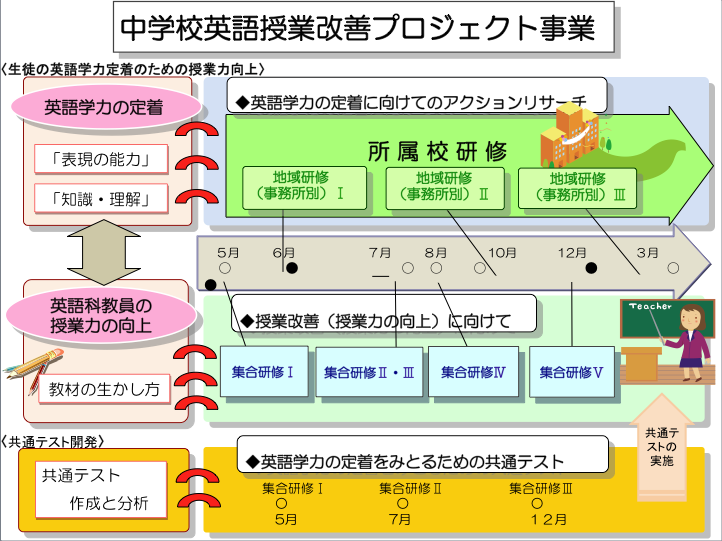 中学校英語授業改善プロジェクト事業
〈生徒の英語学力定着のための授業力向上〉
英語学力の定着
「表現の能力」
「知識・理解」
◆英語学力の定着に向けてのアクションリサーチ
所属校研修
地域研修
（事務所別）Ⅰ
地域研修
（事務所別）Ⅱ
地域研修
（事務所別）Ⅲ
5月
6月
7月
8月
10月
12月
3月
英語科教員の
授業力の向上
教材の生かし方
◆授業改善（授業力の向上）に向けて
集合研修Ⅰ
集合研修Ⅱ・Ⅲ
集合研修Ⅳ
集合研修Ⅴ
Teacher
共通テ
ストの
実施
〈共通テスト開発〉
共通テスト
作成と分析
◆英語学力の定着をみとるための共通テスト
集合研修Ⅰ
○
5月
集合研修Ⅱ
○
7月
集合研修Ⅲ
○
１２月